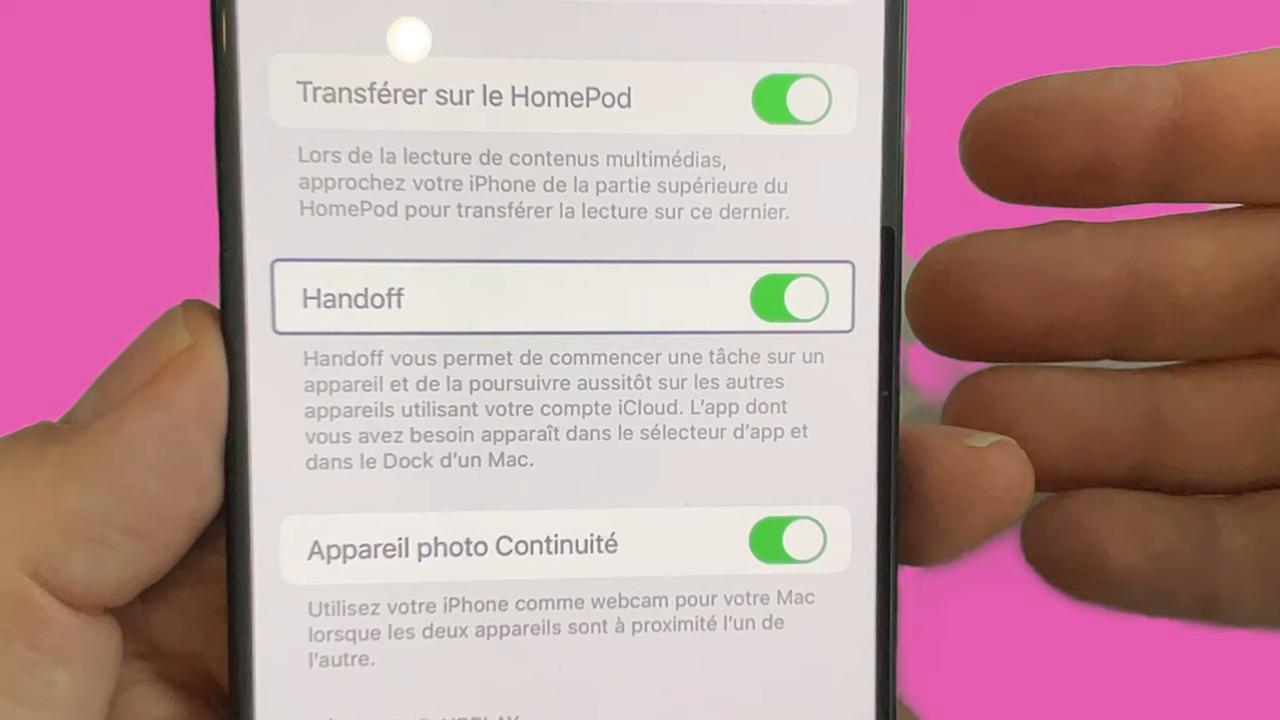 Transférer sur le HomePod
Lors de la lecture de contenus multimédias,
approchez votre iPhone de la partie supérieure du
HomePod pour transférer la lecture sur ce dernier.
Handoff
Handoff vous permet de commencer une tâche sur un
appareil et de la poursuivre aussitôt sur les autres
appareils utilisant votre compte iCloud. L’app dont
vous avez besoin apparaît dans le sélecteur d’app et
dans le Dock d’un Mac.
Appareil photo Continuité
Utilisez votre iPhone comme webcam pour votre Mac
lorsque les deux appareils sont à proximité l’un de
l’autre.